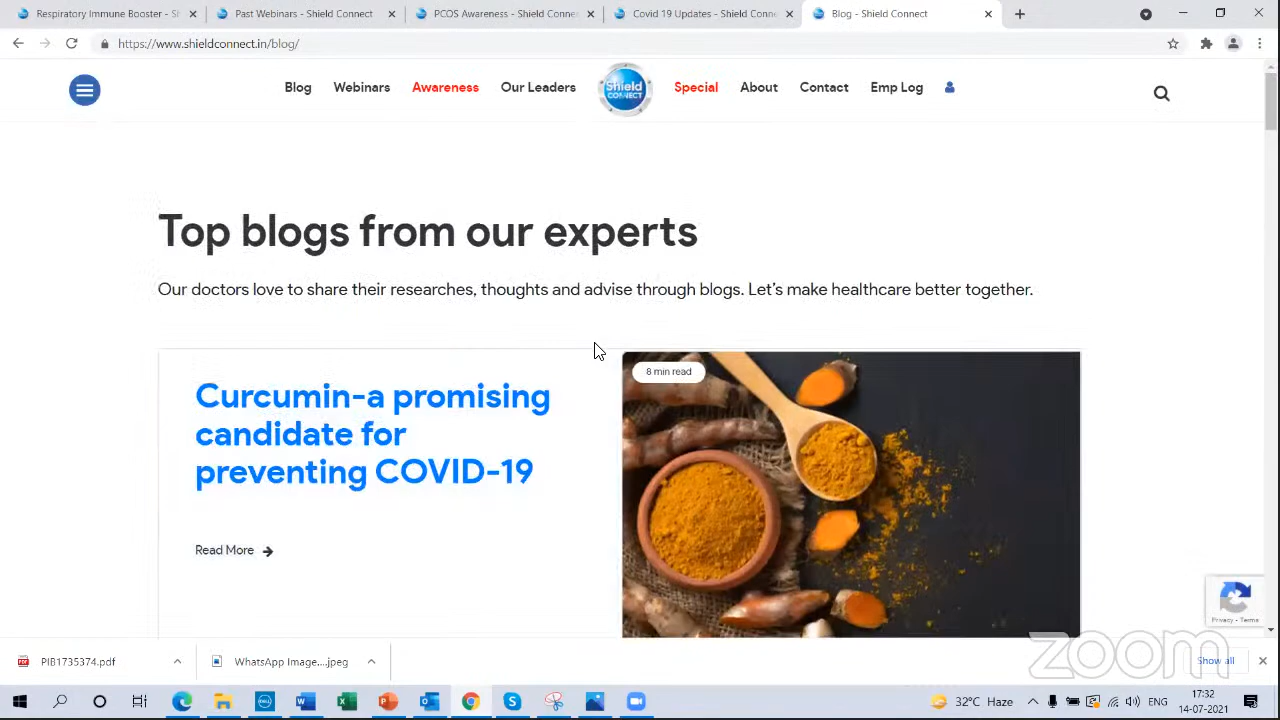 Respiratory Immune Booster - S
Past Webinars - Shield Connect
PCOS Awareness - Shield Conne
Covid 19 Updates - Shield Conne
Blog - Shield Connect
https://www.shieldconnect.in/blog/
Blog
Webinars
Awareness
Our Leaders
Shield
CONNECT
Special
About
Contact
Emp Log
Top blogs from our experts
Our doctors love to share their researches, thoughts and advise through blogs. Let's make healthcare better together.
Curcumin-a promising
candidate for
preventing COVID-19
Read More
8 min read
Privacy - Terms
zoom
PIB1735374.pdf
WhatsApp Image....jpeg
Show all
32°C Haze
ENG
17:32
14-07-2021